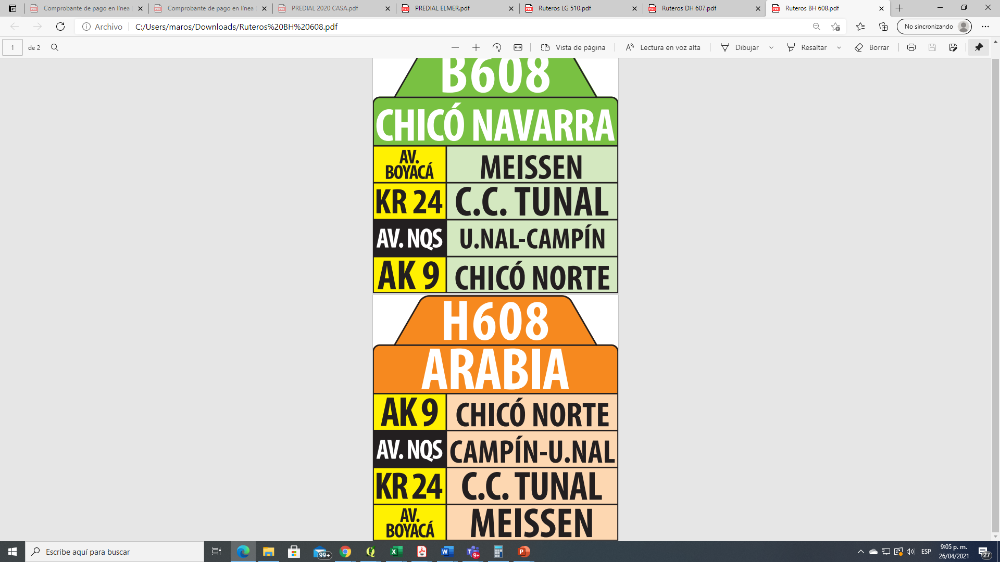 Comprobante de pago en línea
Comprobante de pago en línea
PREDIAL 2020 CASA.pdf
PREDIAL ELMER.pdf
Ruteros LG 510.pdf
Ruteros DH 607.pdf
Ruteros BH 608.pdf
Archivo
C:/Users/maros/Downloads/Ruteros%20BH%20608.pdf
No sincronizando
1 de 2
Vista de página
Lectura en voz alta
Dibujar
Resaltar
Borrar
B608
CHICÓ NAVARRA
AV. BOYACÁ
MEISSEN
KR 24
C.C. TUNAL
AV. NQS
U.NAL-CAMPÍN
AK 9
CHICÓ NORTE
H608
ARABIA
AK 9
CHICÓ NORTE
AV. NQS
CAMPÍN-U.NAL
KR 24
C.C. TUNAL
AV. BOYACÁ
MEISSEN
Escribe aquí para buscar
99+
9+
ESP
9:05 p. m.
26/04/2021
27